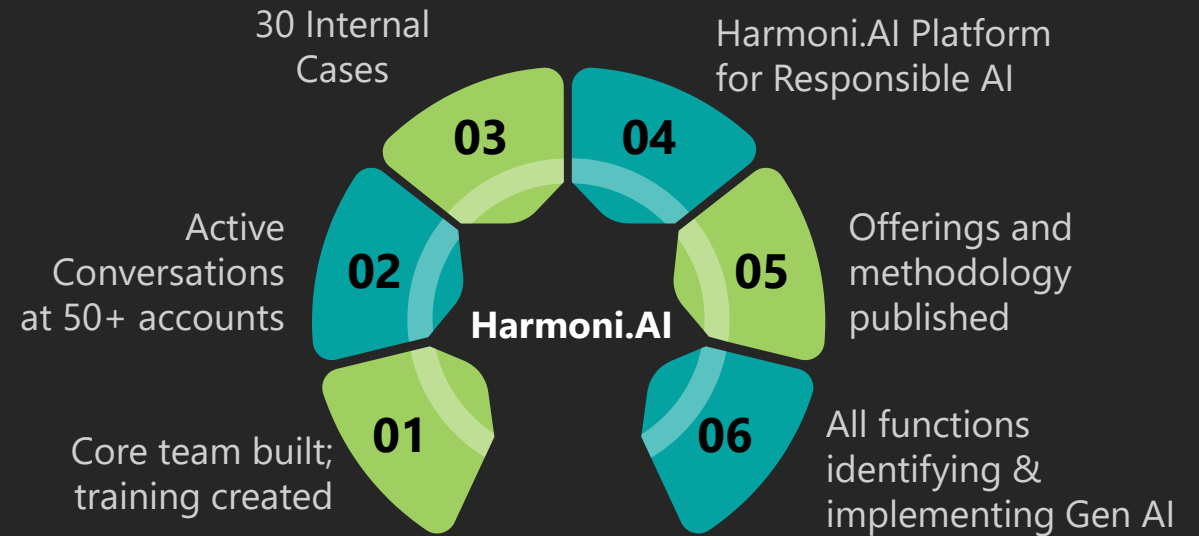 30 Internal
Cases
Harmoni.AI Platform
for Responsible AI
03
04
Active
Conversations
at 50+ accounts
02
05
Offerings and
methodology
published
Harmoni.AI
Core team built;
training created
01
06
All functions
identifying &
implementing Gen AI